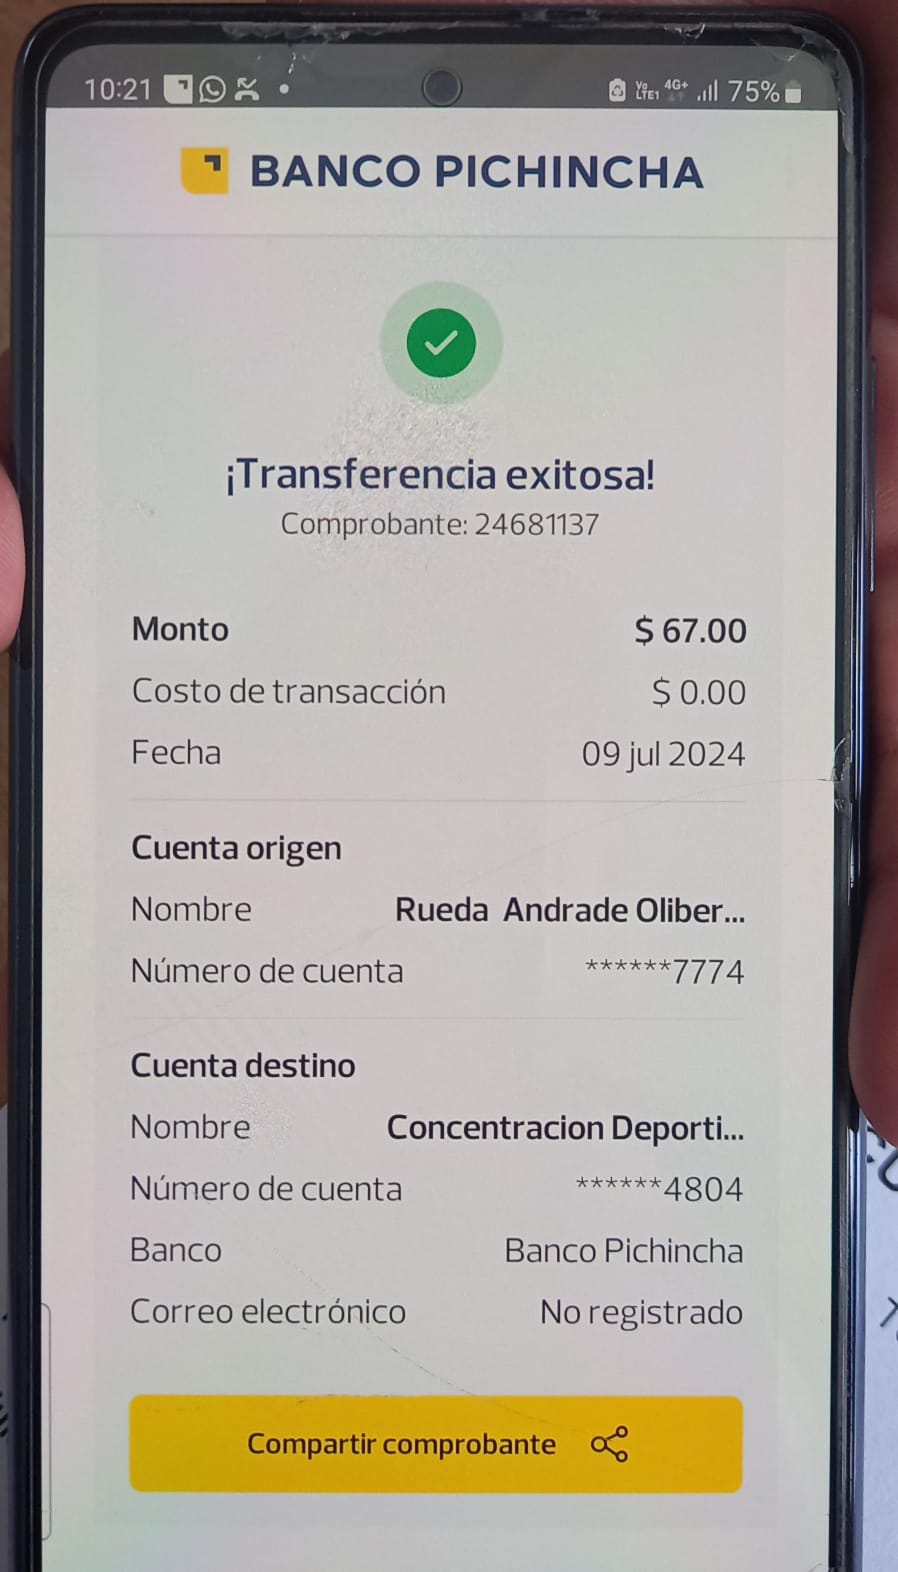 10:21 Vo LTE1 4G+ 75%
BANCO PICHINCHA
¡Transferencia exitosa!
Comprobante: 24681137
Monto $ 67.00
Costo de transacción $ 0.00
Fecha 09 jul 2024
Cuenta origen
Nombre Rueda Andrade Oliber...
Número de cuenta ******7774
Cuenta destino
Nombre Concentracion Deporti...
Número de cuenta ******4804
Banco Banco Pichincha
Correo electrónico No registrado
Compartir comprobante